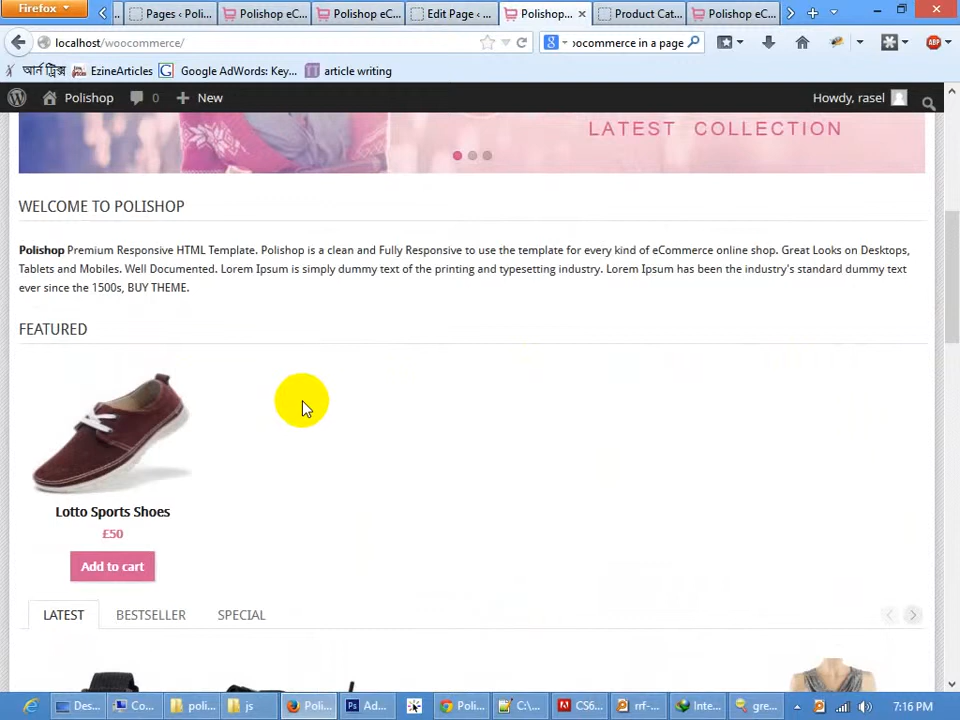 Firefox
Pages ‹ Poli...
Polishop eC...
Polishop eC...
Edit Page ‹ ...
Polishop...
Product Cat...
Polishop eC...
localhost/woocommerce/
ocommerce in a page
আর্ন ট্রিক্স
EzineArticles
Google AdWords: Key...
article writing
Polishop
0
New
Howdy, rasel
LATEST COLLECTION
WELCOME TO POLISHOP
Polishop Premium Responsive HTML Template. Polishop is a clean and Fully Responsive to use the template for every kind of eCommerce online shop. Great Looks on Desktops,
Tablets and Mobiles. Well Documented. Lorem Ipsum is simply dummy text of the printing and typesetting industry. Lorem Ipsum has been the industry's standard dummy text
ever since the 1500s, BUY THEME.
FEATURED
Lotto Sports Shoes
£50
Add to cart
LATEST
BESTSELLER
SPECIAL
Des...
Co...
poli...
js
Poli...
Ad...
Poli...
C:\...
CS6...
rrf-...
Inte...
gre...
7:16 PM